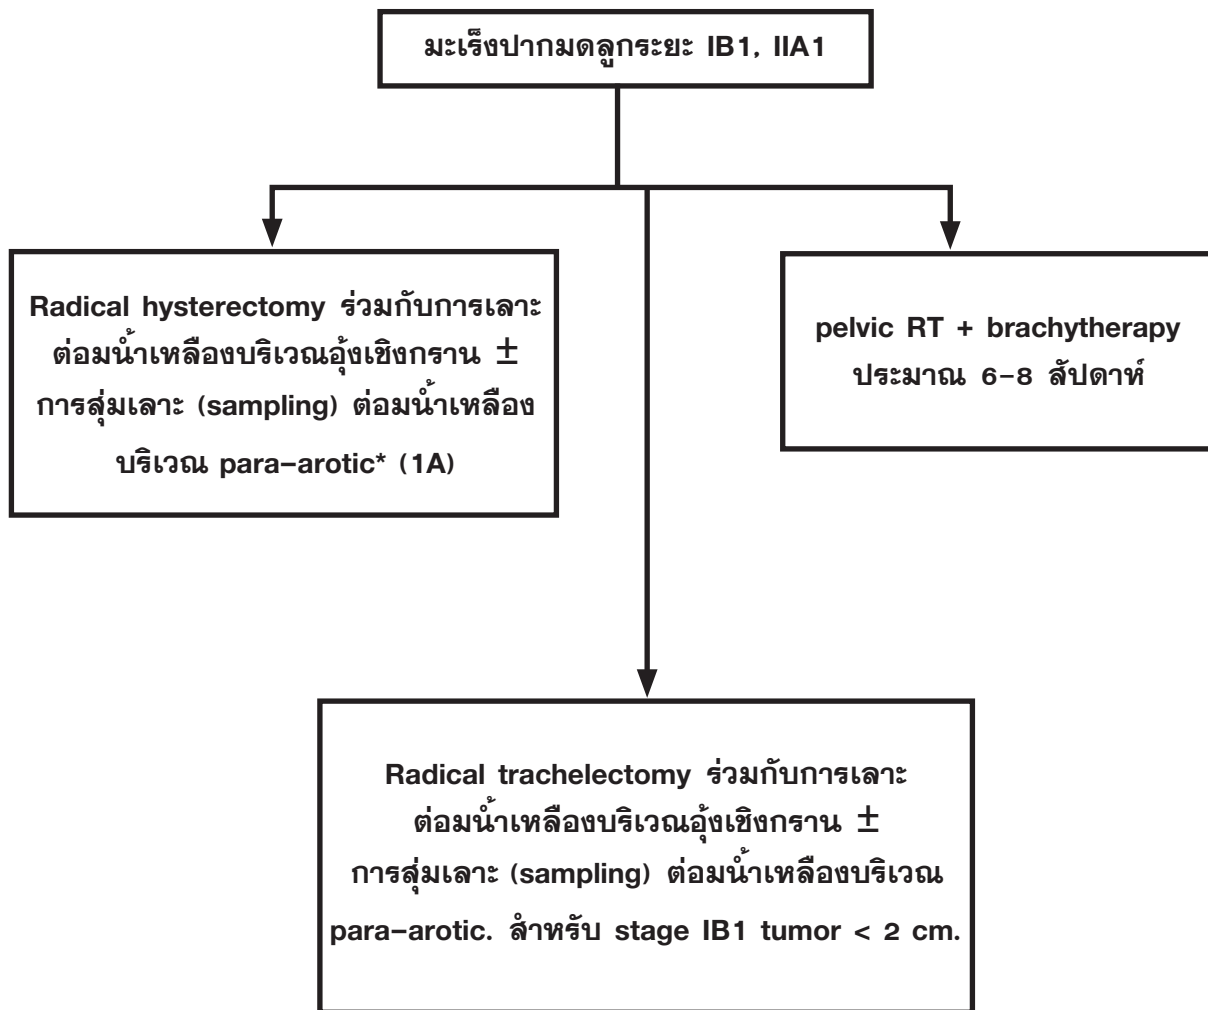 มะเร็งปากมดลูกระยะ IB1, IIA1
Radical hysterectomy ร่วมกับการเลาะ
ต่อมน้ำเหลืองบริเวณอุ้งเชิงกราน ±
การสุ่มเลาะ (sampling) ต่อมน้ำเหลือง
บริเวณ para-arotic* (1A)
pelvic RT + brachytherapy
ประมาณ 6-8 สัปดาห์
Radical trachelectomy ร่วมกับการเลาะ
ต่อมน้ำเหลืองบริเวณอุ้งเชิงกราน ±
การสุ่มเลาะ (sampling) ต่อมน้ำเหลืองบริเวณ
para-arotic. สำหรับ stage IB1 tumor < 2 cm.